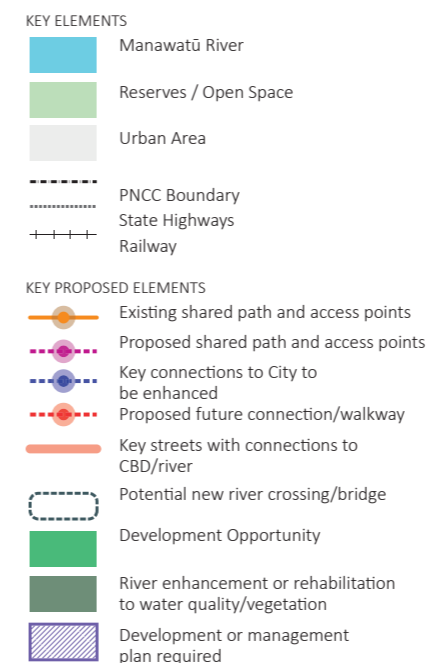 KEY ELEMENTS
Manawatū River
Reserves / Open Space
Urban Area
PNCC Boundary
State Highways
Railway
KEY PROPOSED ELEMENTS
Existing shared path and access points
Proposed shared path and access points
Key connections to City to
be enhanced
Proposed future connection/walkway
Key streets with connections to
CBD/river
Potential new river crossing/bridge
Development Opportunity
River enhancement or rehabilitation
to water quality/vegetation
Development or management
plan required